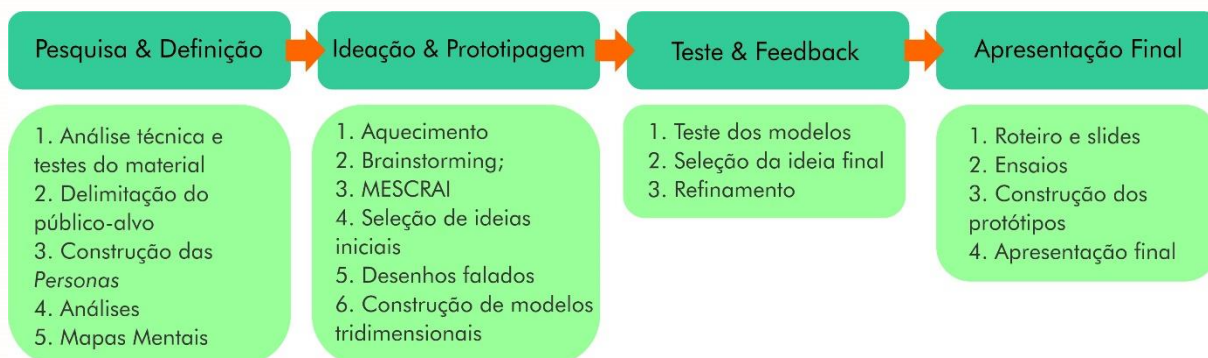 Pesquisa & Definição
1. Análise técnica e
testes do material
2. Delimitação do
público-alvo
3. Construção das
Personas
4. Análises
5. Mapas Mentais
Ideação & Prototipagem
1. Aquecimento
2. Brainstorming;
3. MESCRAI
4. Seleção de ideias
iniciais
5. Desenhos falados
6. Construção de modelos
tridimensionais
Teste & Feedback
1. Teste dos modelos
2. Seleção da ideia final
3. Refinamento
Apresentação Final
1. Roteiro e slides
2. Ensaios
3. Construção dos
protótipos
4. Apresentação final